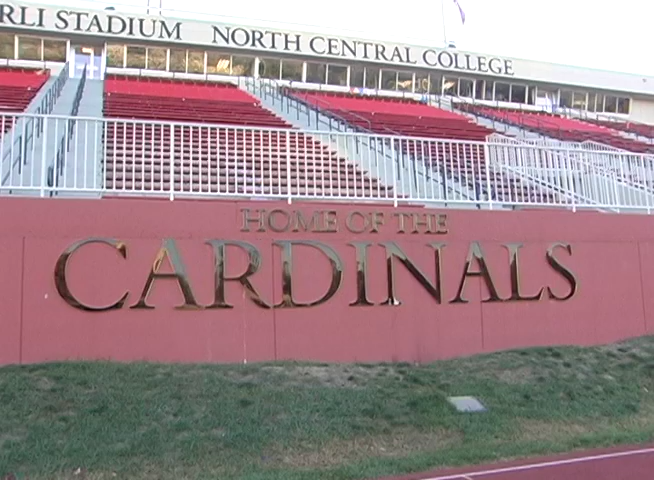 RLI STADIUM NORTH CENTRAL COLLEGE
HOME OF THE
CARDINALS